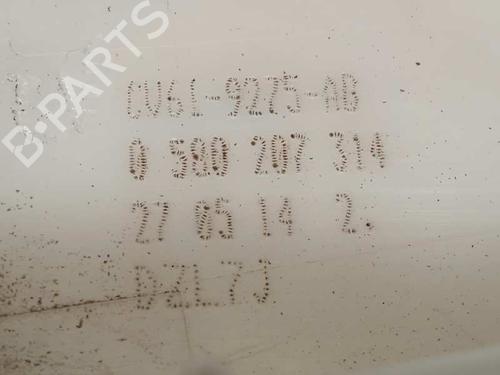 CV61-9275-AB
0 580 207 314
27 05 14 2.
DZL7J
B-PARTS